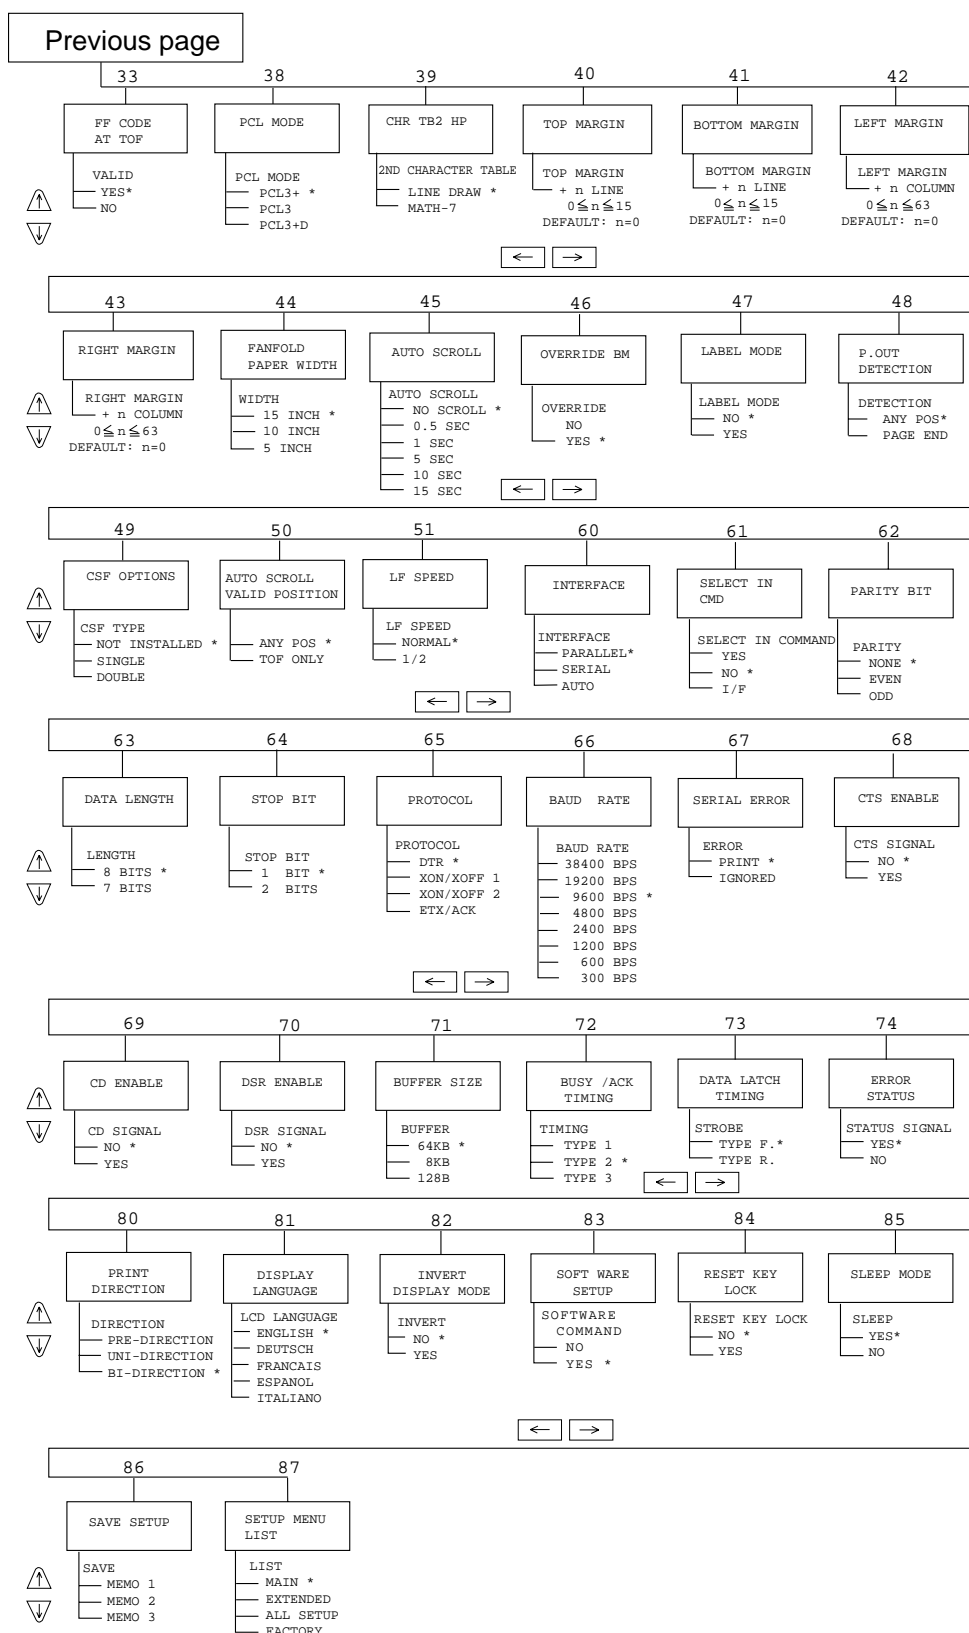 Previous page
33 38 39 40 41 42
FF CODE
AT TOF
VALID
YES*
NO
PCL MODE
PCL MODE
PCL3+ *
PCL3
PCL3+D
CHR TB2 HP
2ND CHARACTER TABLE
LINE DRAW *
MATH-7
TOP MARGIN
TOP MARGIN
+ n LINE
0≦n≦15
DEFAULT: n=0
BOTTOM MARGIN
BOTTOM MARGIN
+ n LINE
0≦n≦15
DEFAULT: n=0
LEFT MARGIN
LEFT MARGIN
+ n COLUMN
0≦n≦63
DEFAULT: n=0
43 44 45 46 47 48
RIGHT MARGIN
RIGHT MARGIN
+ n COLUMN
0≦n≦63
DEFAULT: n=0
FANFOLD
PAPER WIDTH
WIDTH
15 INCH *
10 INCH
5 INCH
AUTO SCROLL
AUTO SCROLL
NO SCROLL *
0.5 SEC
1 SEC
5 SEC
10 SEC
15 SEC
OVERRIDE BM
OVERRIDE
NO
YES *
LABEL MODE
LABEL MODE
NO *
YES
P.OUT
DETECTION
DETECTION
ANY POS*
PAGE END
49 50 51 60 61 62
CSF OPTIONS
CSF TYPE
NOT INSTALLED *
SINGLE
DOUBLE
AUTO SCROLL
VALID POSITION
ANY POS *
TOF ONLY
LF SPEED
LF SPEED
NORMAL*
1/2
INTERFACE
INTERFACE
PARALLEL*
SERIAL
AUTO
SELECT IN
CMD
SELECT IN COMMAND
YES
NO *
I/F
PARITY BIT
PARITY
NONE *
EVEN
ODD
63 64 65 66 67 68
DATA LENGTH
LENGTH
8 BITS *
7 BITS
STOP BIT
STOP BIT
1 BIT *
2 BITS
PROTOCOL
PROTOCOL
DTR *
XON/XOFF 1
XON/XOFF 2
ETX/ACK
BAUD RATE
BAUD RATE
38400 BPS
19200 BPS
9600 BPS *
4800 BPS
2400 BPS
1200 BPS
600 BPS
300 BPS
SERIAL ERROR
ERROR
PRINT *
IGNORED
CTS ENABLE
CTS SIGNAL
NO *
YES
69 70 71 72 73 74
CD ENABLE
CD SIGNAL
NO *
YES
DSR ENABLE
DSR SIGNAL
NO *
YES
BUFFER SIZE
BUFFER
64KB *
8KB
128B
BUSY /ACK
TIMING
TIMING
TYPE 1
TYPE 2 *
TYPE 3
DATA LATCH
TIMING
STROBE
TYPE F.*
TYPE R.
ERROR
STATUS
STATUS SIGNAL
YES*
NO
80 81 82 83 84 85
PRINT
DIRECTION
DIRECTION
PRE-DIRECTION
UNI-DIRECTION
BI-DIRECTION *
DISPLAY
LANGUAGE
LCD LANGUAGE
ENGLISH *
DEUTSCH
FRANCAIS
ESPANOL
ITALIANO
INVERT
DISPLAY MODE
INVERT
NO *
YES
SOFT WARE
SETUP
SOFTWARE
COMMAND
NO
YES *
RESET KEY
LOCK
RESET KEY LOCK
NO *
YES
SLEEP MODE
SLEEP
YES*
NO
86 87
SAVE SETUP
SAVE
MEMO 1
MEMO 2
MEMO 3
SETUP MENU
LIST
LIST
MAIN *
EXTENDED
ALL SETUP
FACTORY